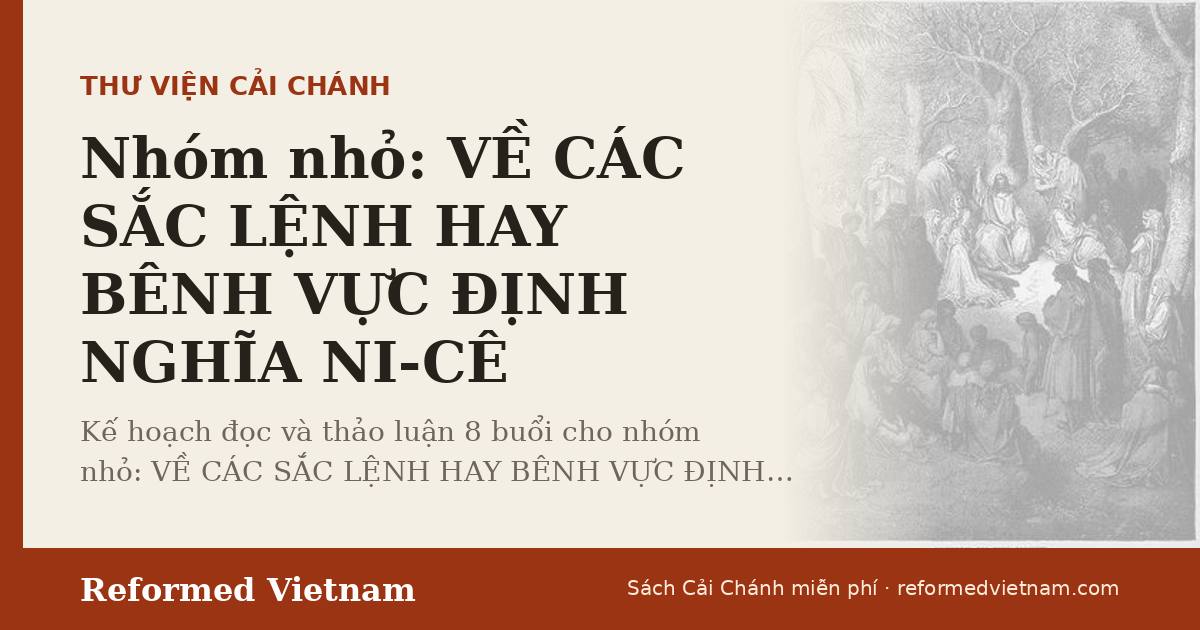 THƯ VIỆN CẢI CHÁNH
Nhóm nhỏ: VỀ CÁC
SẮC LỆNH HAY
BÊNH VỰC ĐỊNH
NGHĨA NI-CÊ
Kế hoạch đọc và thảo luận 8 buổi cho nhóm
nhỏ: VỀ CÁC SẮC LỆNH HAY BÊNH VỰC ĐỊNH…
Reformed Vietnam
Sách Cải Chánh miễn phí · reformedvietnam.com